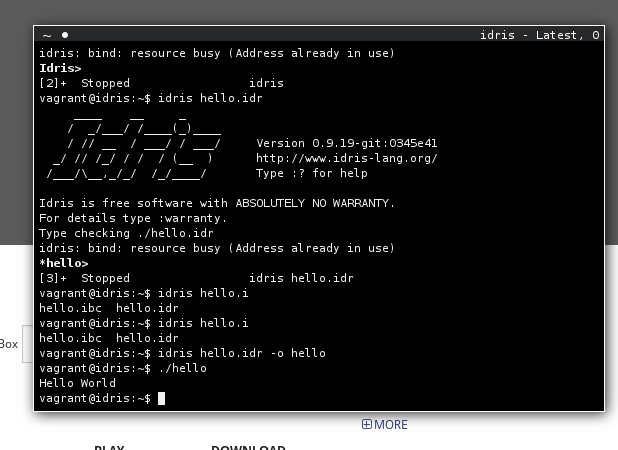 ~ ● idris - Latest, 0
idris: bind: resource busy (Address already in use)
Idris>
[2]+  Stopped                 idris
vagrant@idris:~$ idris hello.idr
     ____    __     _
    /  _/___/ /____(_)____
    / // __  / ___/ / ___/     Version 0.9.19-git:0345e41
  _/ // /_/ / /  / (__  )      http://www.idris-lang.org/
 /___/\__,_/_/  /_/____/       Type :? for help
Idris is free software with ABSOLUTELY NO WARRANTY.
For details type :warranty.
Type checking ./hello.idr
idris: bind: resource busy (Address already in use)
*hello>
[3]+  Stopped                 idris hello.idr
vagrant@idris:~$ idris hello.i
hello.ibc  hello.idr
vagrant@idris:~$ idris hello.i
hello.ibc  hello.idr
vagrant@idris:~$ idris hello.idr -o hello
vagrant@idris:~$ ./hello
Hello World
vagrant@idris:~$
Box
MORE
PLAY DOWNLOAD